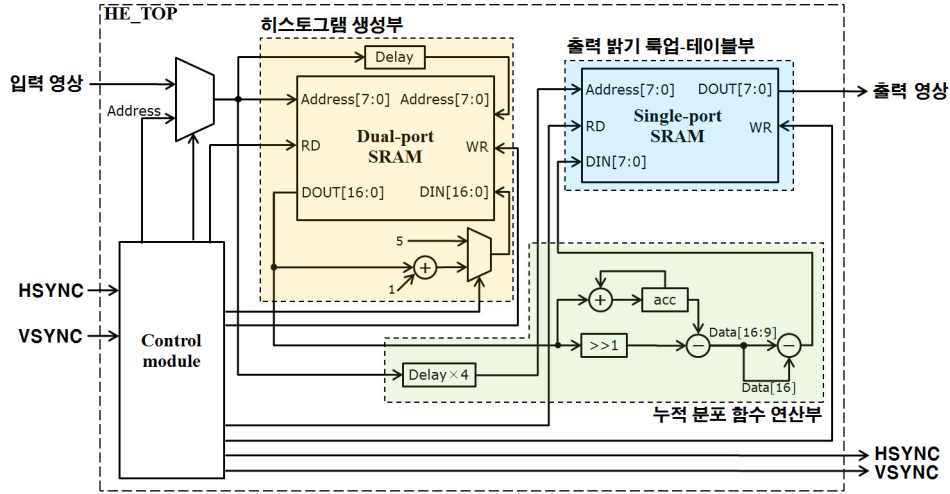 HE_TOP
히스토그램 생성부
출력 밝기 룩업-테이블부
입력 영상
Address
Delay
Address[7:0] Address[7:0]
Dual-port
SRAM
RD
WR
DOUT[16:0] DIN[16:0]
5
+
1
Address[7:0] DOUT[7:0]
Single-port
SRAM
RD
WR
DIN[7:0]
출력 영상
HSYNC
VSYNC
Control
module
+
acc
>>1
−
Data[16:9]
−
Data[16]
Delay×4
누적 분포 함수 연산부
HSYNC
VSYNC